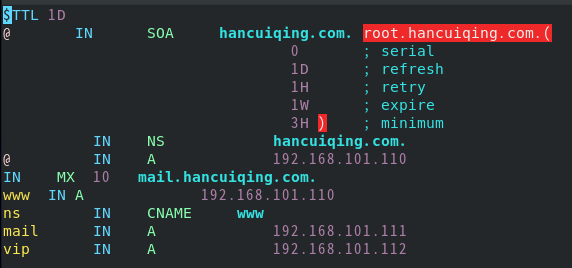 $TTL 1D
@ IN SOA hancuiqing.com. root.hancuiqing.com.(
0 ; serial
1D ; refresh
1H ; retry
1W ; expire
3H ) ; minimum
IN NS hancuiqing.com.
@ IN A 192.168.101.110
IN MX 10 mail.hancuiqing.com.
www IN A 192.168.101.110
ns IN CNAME www
mail IN A 192.168.101.111
vip IN A 192.168.101.112